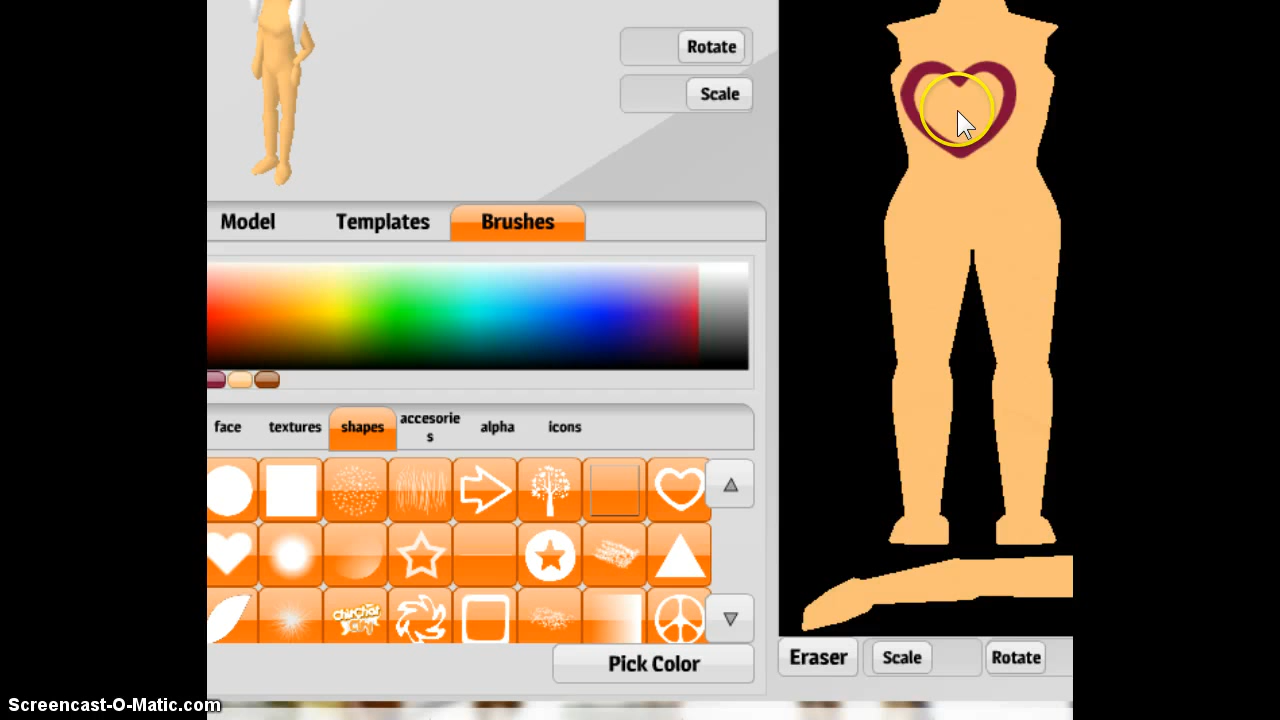 Rotate
Scale
Model Templates Brushes
face textures shapes accesorie
s alpha icons
ChirChat
Pick Color
Eraser Scale Rotate
Screencast-O-Matic.com